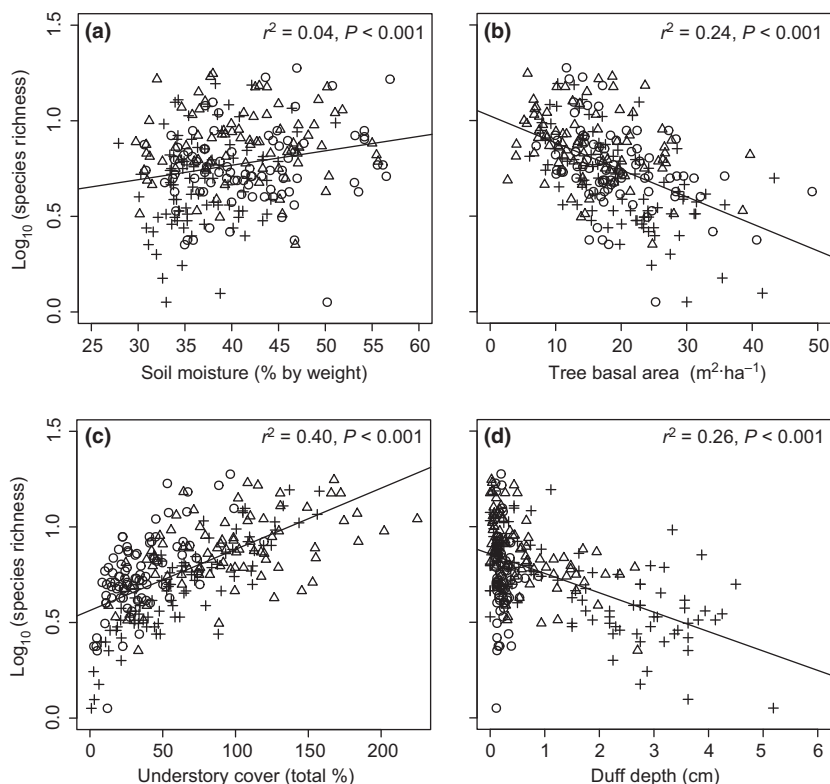 (a)
r² = 0.04, P < 0.001
Log₁₀ (species richness)
0.0 0.5 1.0 1.5
25 30 35 40 45 50 55 60
Soil moisture (% by weight)
(b)
r² = 0.24, P < 0.001
0 10 20 30 40 50
Tree basal area (m²·ha⁻¹)
(c)
r² = 0.40, P < 0.001
Log₁₀ (species richness)
0.0 0.5 1.0 1.5
0 50 100 150 200
Understory cover (total %)
(d)
r² = 0.26, P < 0.001
0 1 2 3 4 5 6
Duff depth (cm)